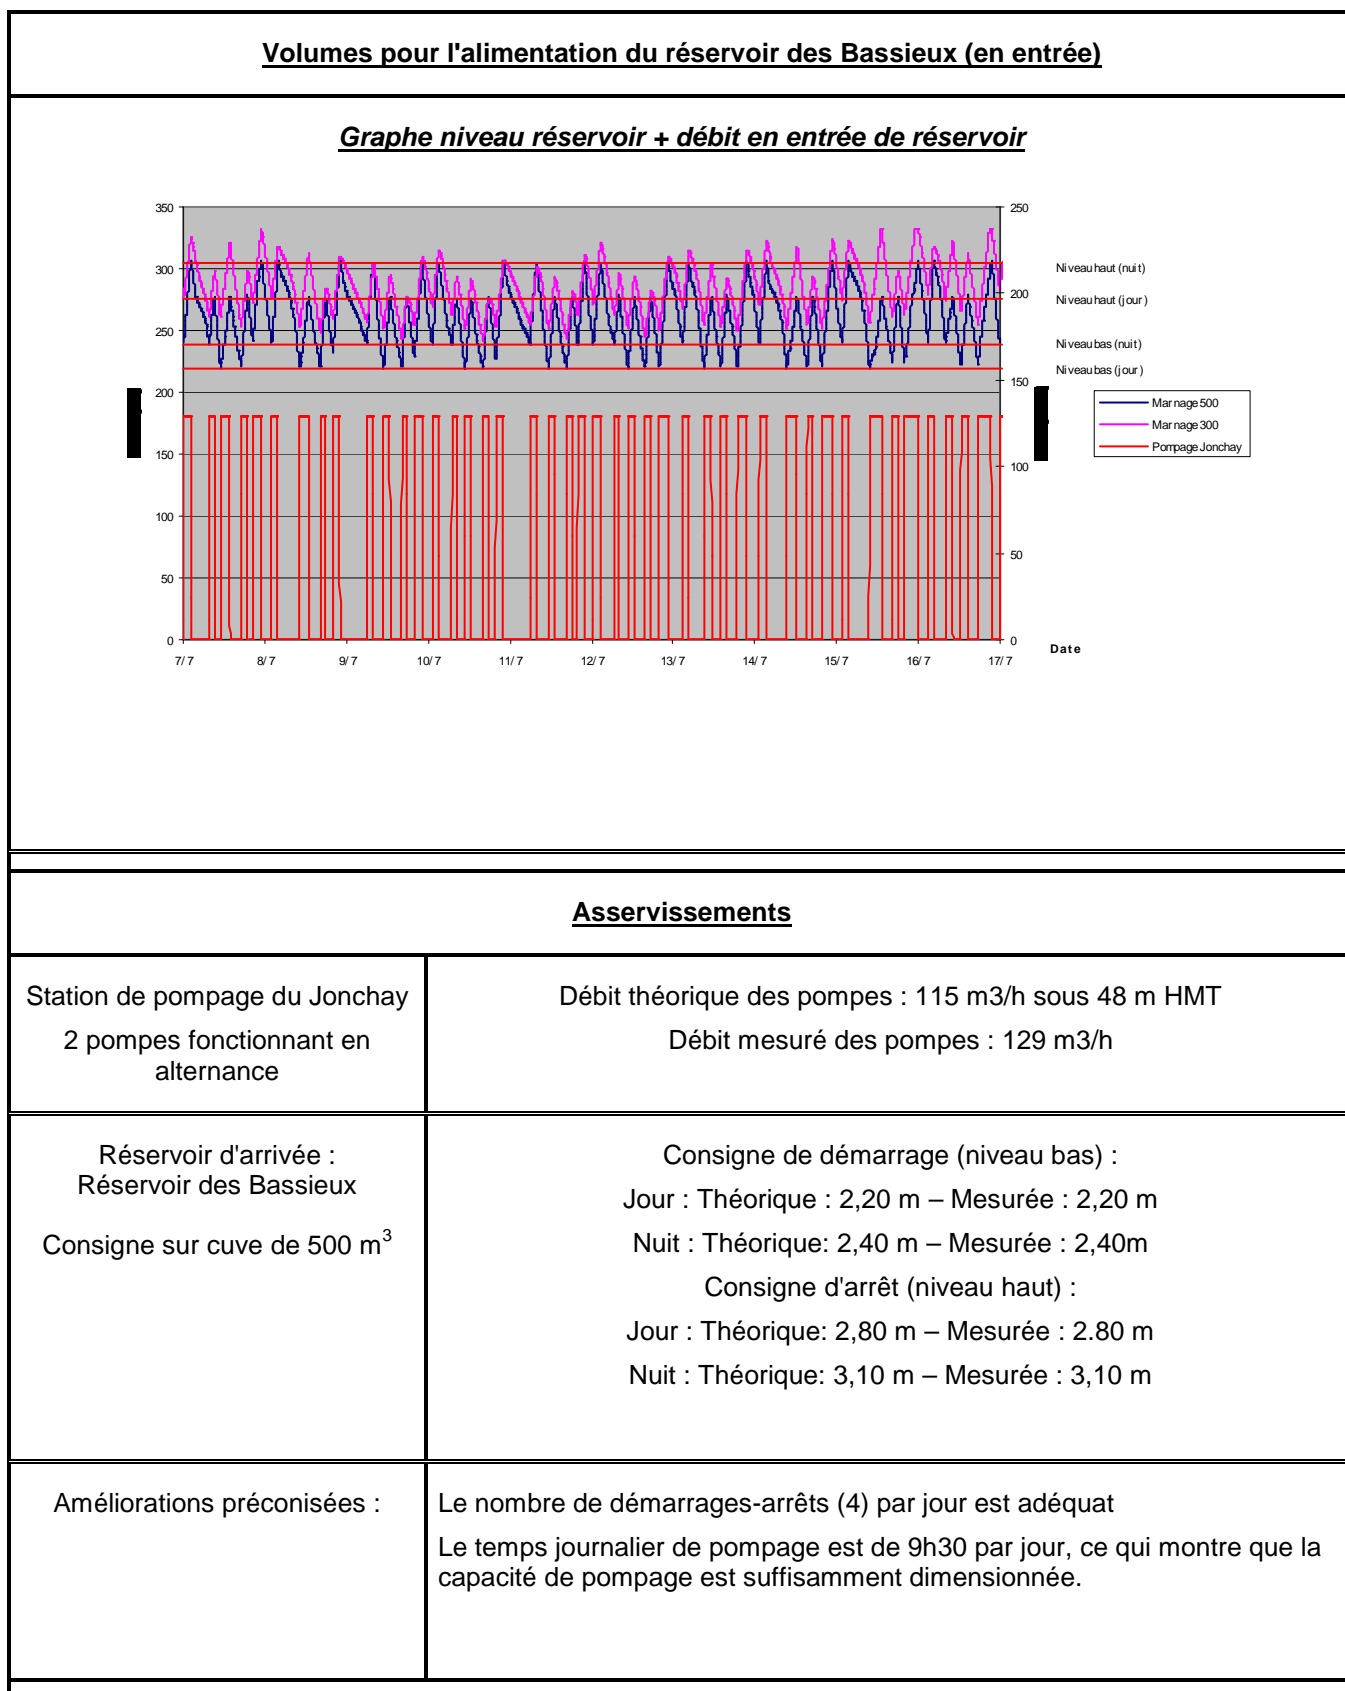 Volumes pour l'alimentation du réservoir des Bassieux (en entrée)
Graphe niveau réservoir + débit en entrée de réservoir
350
300
250
200
150
100
50
0
250
200
150
100
50
0
7/7
8/7
9/7
10/7
11/7
12/7
13/7
14/7
15/7
16/7
17/7
Date
Niveau haut (nuit)
Niveau haut (jour)
Niveau bas (nuit)
Niveau bas (jour)
Marnage 500
Marnage 300
Pompage Jonchay
Asservissements
Station de pompage du Jonchay
2 pompes fonctionnant en
alternance
Débit théorique des pompes : 115 m3/h sous 48 m HMT
Débit mesuré des pompes : 129 m3/h
Réservoir d'arrivée :
Réservoir des Bassieux
Consigne sur cuve de 500 m³
Consigne de démarrage (niveau bas) :
Jour : Théorique : 2,20 m – Mesurée : 2,20 m
Nuit : Théorique: 2,40 m – Mesurée : 2,40m
Consigne d'arrêt (niveau haut) :
Jour : Théorique: 2,80 m – Mesurée : 2.80 m
Nuit : Théorique: 3,10 m – Mesurée : 3,10 m
Améliorations préconisées :
Le nombre de démarrages-arrêts (4) par jour est adéquat
Le temps journalier de pompage est de 9h30 par jour, ce qui montre que la
capacité de pompage est suffisamment dimensionnée.